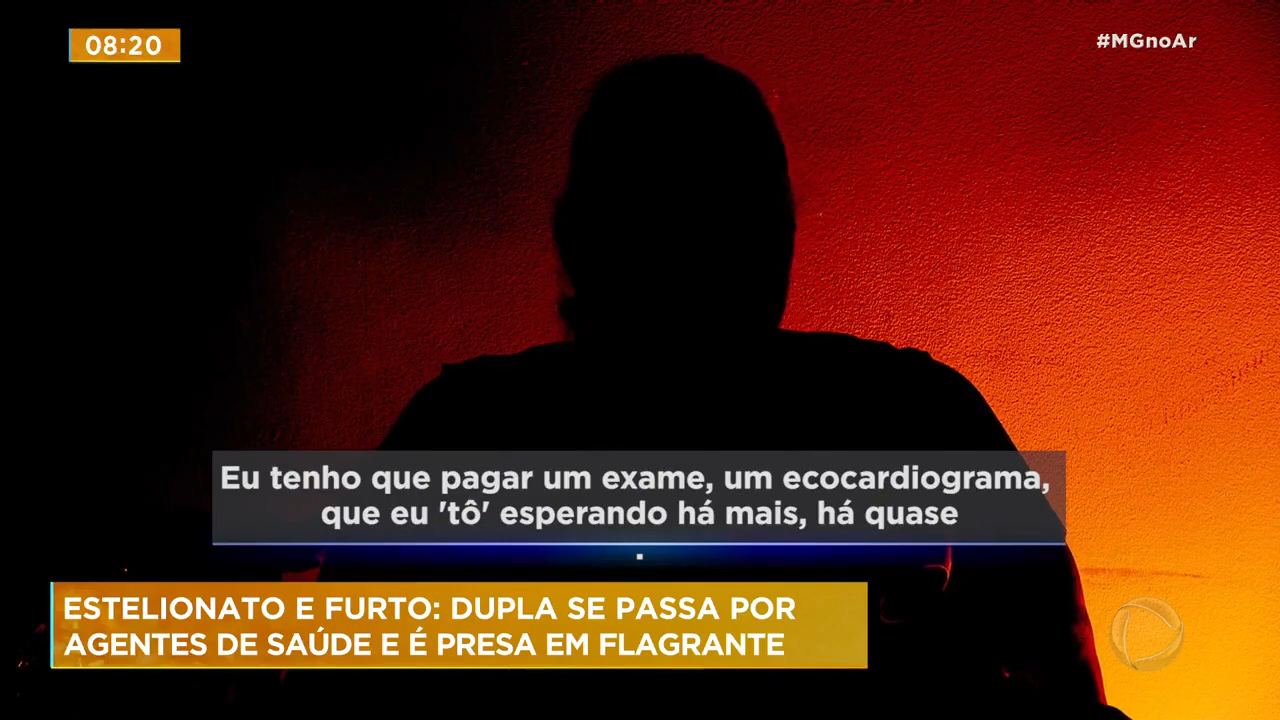 08:20
#MGnoAr
Eu tenho que pagar um exame, um ecocardiograma,
que eu 'tô' esperando há mais, há quase
ESTELIONATO E FURTO: DUPLA SE PASSA POR
AGENTES DE SAÚDE E É PRESA EM FLAGRANTE